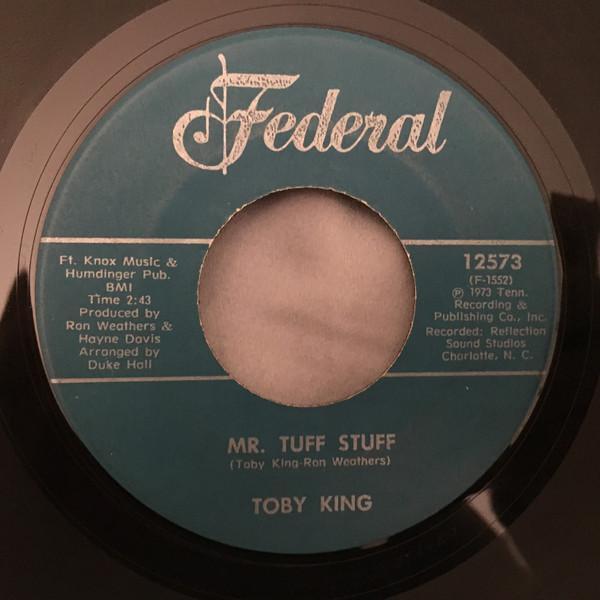 Federal
Ft. Knox Music &
Humdinger Pub.
BMI
Time 2:43
Produced by
Ron Weathers &
Hayne Davis
Arranged by
Duke Hall
12573
(F-1552)
℗ 1973 Tenn.
Recording &
Publishing Co., Inc.
Recorded: Reflection
Sound Studios
Charlotte, N. C.
MR. TUFF STUFF
(Toby King-Ron Weathers)
TOBY KING